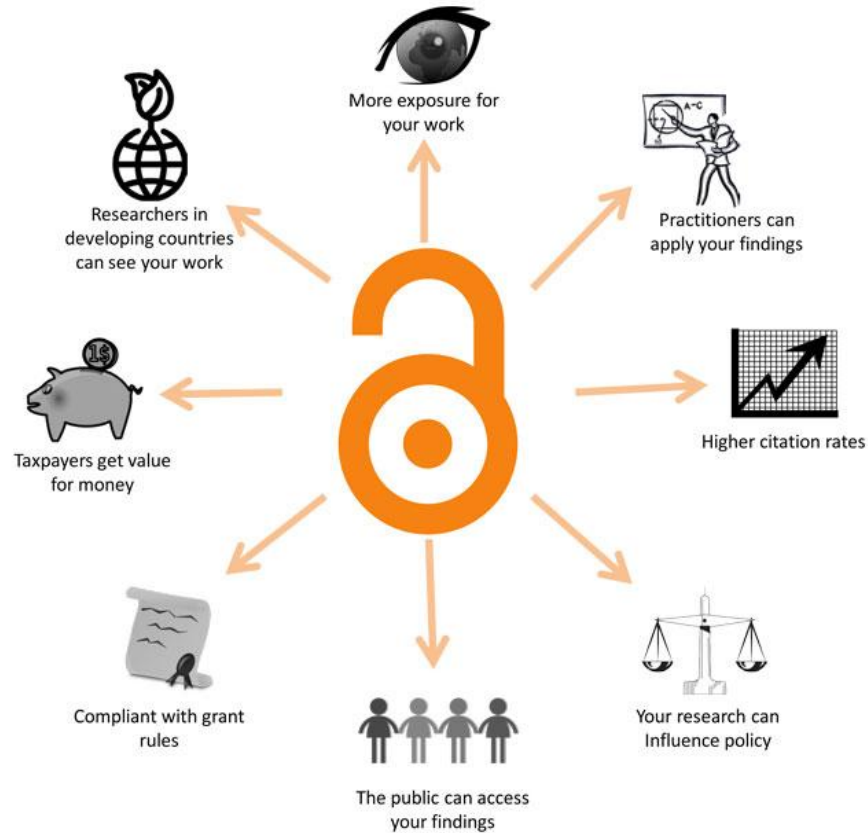 More exposure for
your work
Practitioners can
apply your findings
Higher citation rates
Your research can
Influence policy
The public can access
your findings
Compliant with grant
rules
Taxpayers get value
for money
Researchers in
developing countries
can see your work
A-C
1$